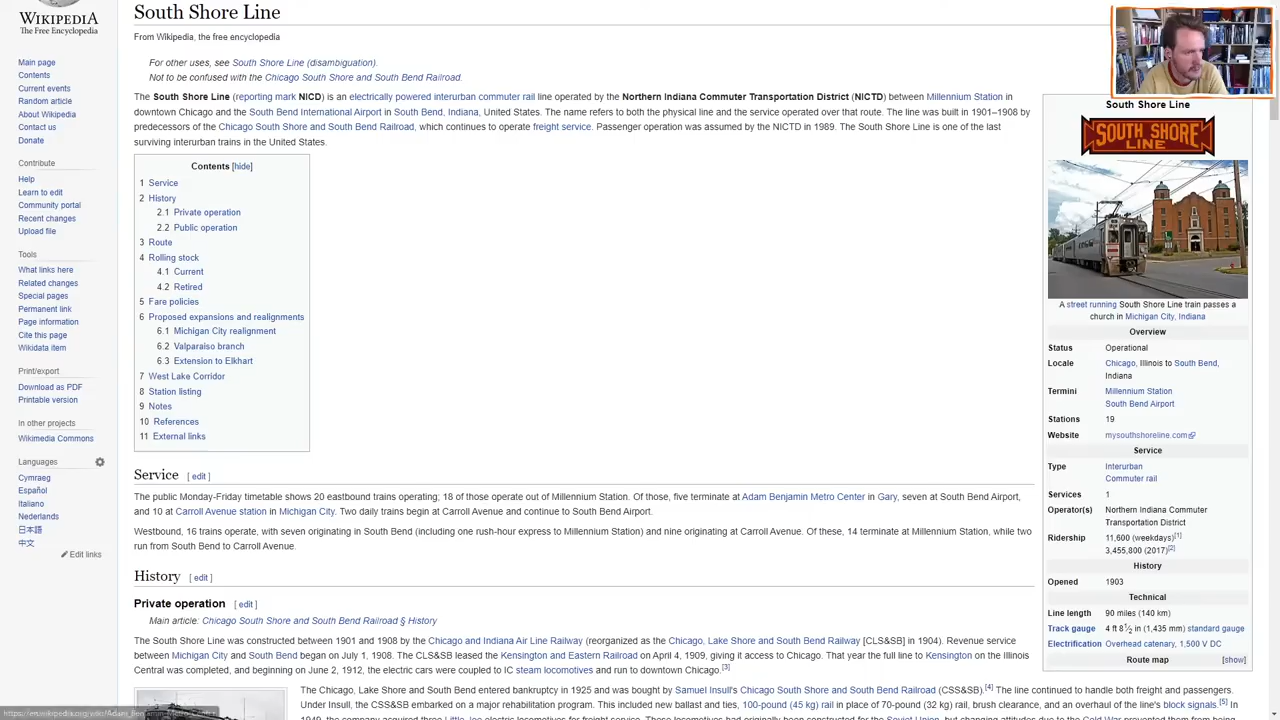 WIKIPEDIA
The Free Encyclopedia
Main page
Contents
Current events
Random article
About Wikipedia
Contact us
Donate
Contribute
Help
Learn to edit
Community portal
Recent changes
Upload file
Tools
What links here
Related changes
Special pages
Permanent link
Page information
Cite this page
Wikidata item
Print/export
Download as PDF
Printable version
In other projects
Wikimedia Commons
Languages
Cymraeg
Español
Italiano
Nederlands
日本語
中文
Edit links
South Shore Line
From Wikipedia, the free encyclopedia
For other uses, see South Shore Line (disambiguation).
Not to be confused with the Chicago South Shore and South Bend Railroad.
The South Shore Line (reporting mark NICD) is an electrically powered interurban commuter rail line operated by the Northern Indiana Commuter Transportation District (NICTD) between Millennium Station in
downtown Chicago and the South Bend International Airport in South Bend, Indiana, United States. The name refers to both the physical line and the service operated over that route. The line was built in 1901–1908 by
predecessors of the Chicago South Shore and South Bend Railroad, which continues to operate freight service. Passenger operation was assumed by the NICTD in 1989. The South Shore Line is one of the last
surviving interurban trains in the United States.
Contents [hide]
1 Service
2 History
2.1 Private operation
2.2 Public operation
3 Route
4 Rolling stock
4.1 Current
4.2 Retired
5 Fare policies
6 Proposed expansions and realignments
6.1 Michigan City realignment
6.2 Valparaiso branch
6.3 Extension to Elkhart
7 West Lake Corridor
8 Station listing
9 Notes
10 References
11 External links
Service [ edit ]
The public Monday-Friday timetable shows 20 eastbound trains operating; 18 of those operate out of Millennium Station. Of those, five terminate at Adam Benjamin Metro Center in Gary, seven at South Bend Airport,
and 10 at Carroll Avenue station in Michigan City. Two daily trains begin at Carroll Avenue and continue to South Bend Airport.
Westbound, 16 trains operate, with seven originating in South Bend (including one rush-hour express to Millennium Station) and nine originating at Carroll Avenue. Of these, 14 terminate at Millennium Station, while two
run from South Bend to Carroll Avenue.
History [ edit ]
Private operation [ edit ]
Main article: Chicago South Shore and South Bend Railroad § History
The South Shore Line was constructed between 1901 and 1908 by the Chicago and Indiana Air Line Railway (reorganized as the Chicago, Lake Shore and South Bend Railway [CLS&SB] in 1904). Revenue service
between Michigan City and South Bend began on July 1, 1908. The CLS&SB leased the Kensington and Eastern Railroad on April 4, 1909, giving it access to Chicago. That year the full line to Kensington on the Illinois
Central was completed, and beginning on June 2, 1912, the electric cars were coupled to IC steam locomotives and run to downtown Chicago.[3]
The Chicago, Lake Shore and South Bend entered bankruptcy in 1925 and was bought by Samuel Insull's Chicago South Shore and South Bend Railroad (CSS&SB).[4] The line continued to handle both freight and passengers.
Under Insull, the CSS&SB embarked on a major rehabilitation program. This included new ballast and ties, 100-pound (45 kg) rail in place of 70-pound (32 kg) rail, brush clearance, and an overhaul of the line's block signals.[5] In
South Shore Line
SOUTH SHORE
LINE
A street running South Shore Line train passes a
church in Michigan City, Indiana
Overview
Status Operational
Locale Chicago, Illinois to South Bend,
Indiana
Termini Millennium Station
South Bend Airport
Stations 19
Website mysouthshoreline.com
Service
Type Interurban
Commuter rail
Services 1
Operator(s) Northern Indiana Commuter
Transportation District
Ridership 11,600 (weekdays)[1]
3,455,800 (2017)[2]
History
Opened 1903
Technical
Line length 90 miles (140 km)
Track gauge 4 ft 8 1/2 in (1,435 mm) standard gauge
Electrification Overhead catenary, 1,500 V DC
Route map [show]